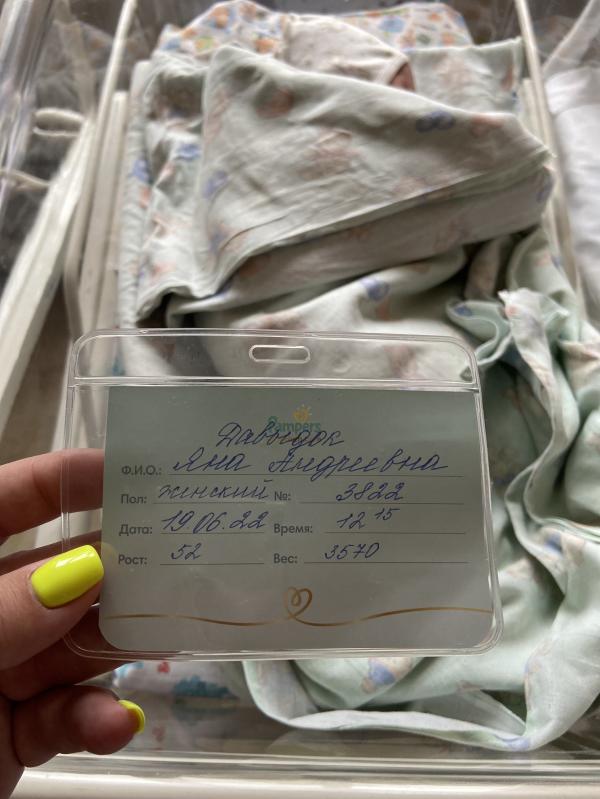 Pampers
Давыдок
Ф.И.О.: Яна Андреевна
Пол: женский №: 3822
Дата: 19.06.22 Время: 12 15
Рост: 52 Вес: 3570